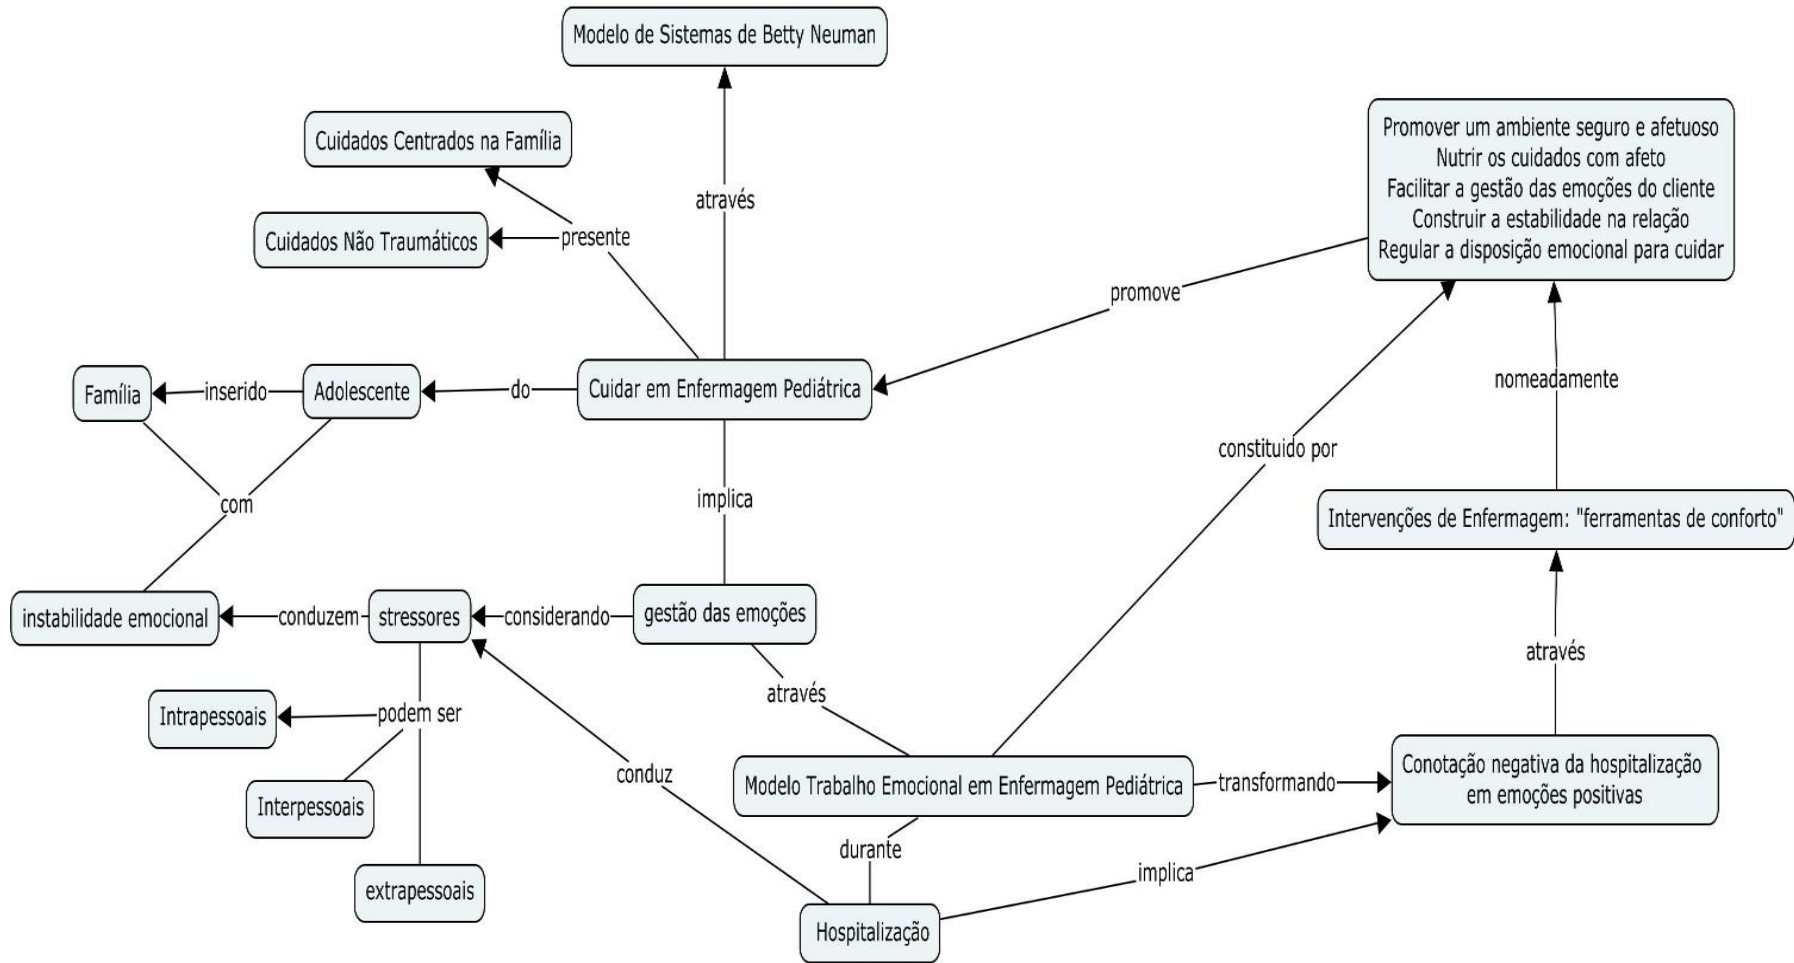 Modelo de Sistemas de Betty Neuman
Cuidados Centrados na Família
Promover um ambiente seguro e afetuoso
Nutrir os cuidados com afeto
Facilitar a gestão das emoções do cliente
Construir a estabilidade na relação
Regular a disposição emocional para cuidar
através
Cuidados Não Traumáticos
presente
promove
Família
inserido
Adolescente
do
Cuidar em Enfermagem Pediátrica
nomeadamente
constituido por
com
implica
Intervenções de Enfermagem: "ferramentas de conforto"
instabilidade emocional
conduzem
stressores
considerando
gestão das emoções
através
através
Intrapessoais
podem ser
conduz
Interpessoais
Modelo Trabalho Emocional em Enfermagem Pediátrica
transformando
Conotação negativa da hospitalização
em emoções positivas
durante
implica
extrapessoais
Hospitalização